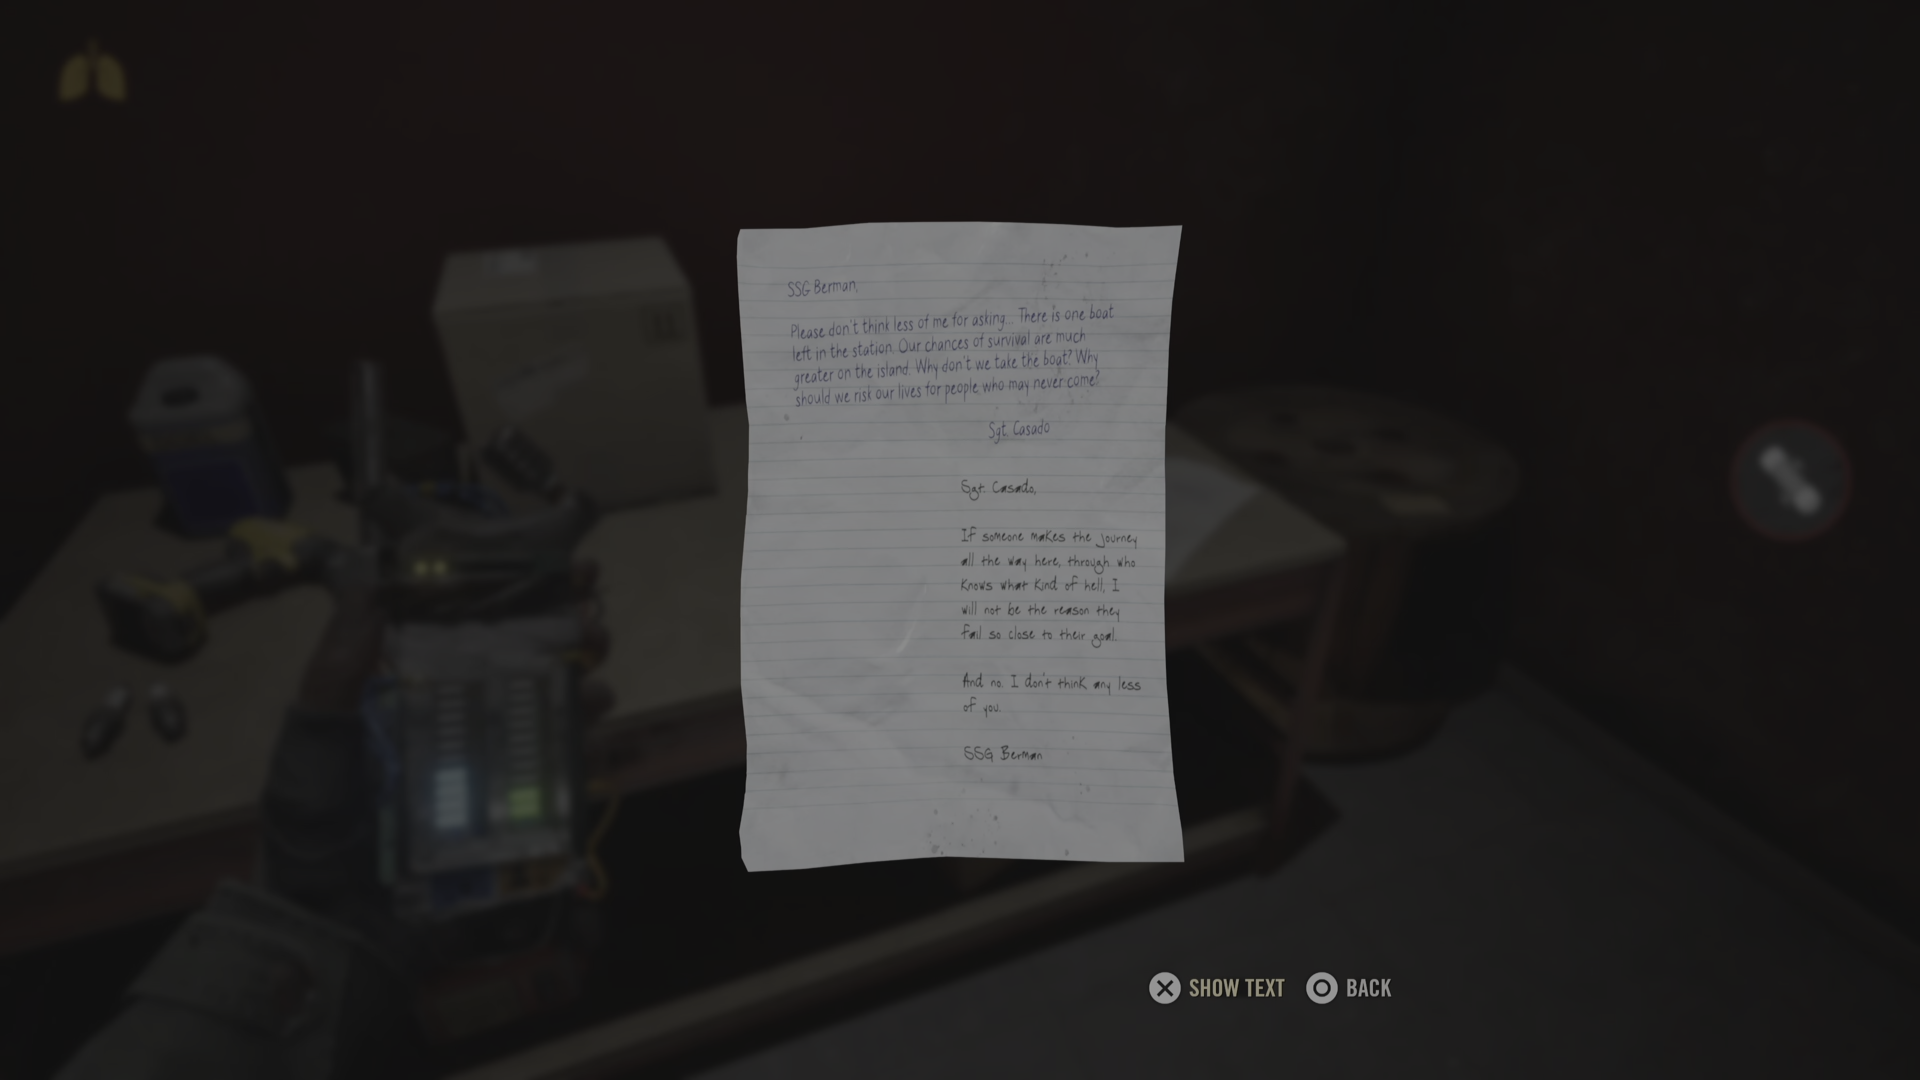 SSG Berman,
Please don't think less of me for asking... There is one boat
left in the station. Our chances of survival are much
greater on the island. Why don't we take the boat? Why
should we risk our lives for people who may never come?
Sgt. Casado
Sgt. Casado,
If someone makes the journey
all the way here, through who
knows what kind of hell, I
will not be the reason they
fail so close to their goal.
And no. I don't think any less
of you.
SSG Berman
SHOW TEXT
BACK